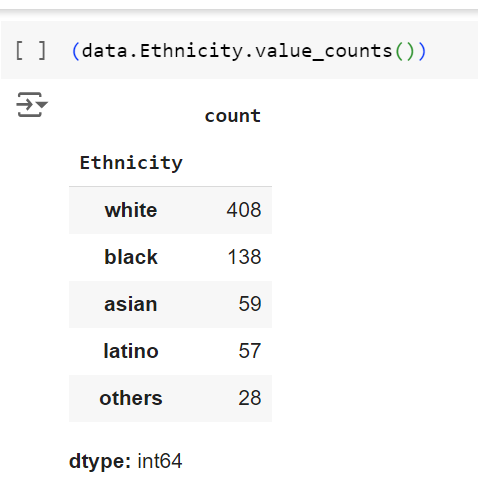 [ ] (data.Ethnicity.value_counts())
count
Ethnicity
white 408
black 138
asian 59
latino 57
others 28
dtype: int64